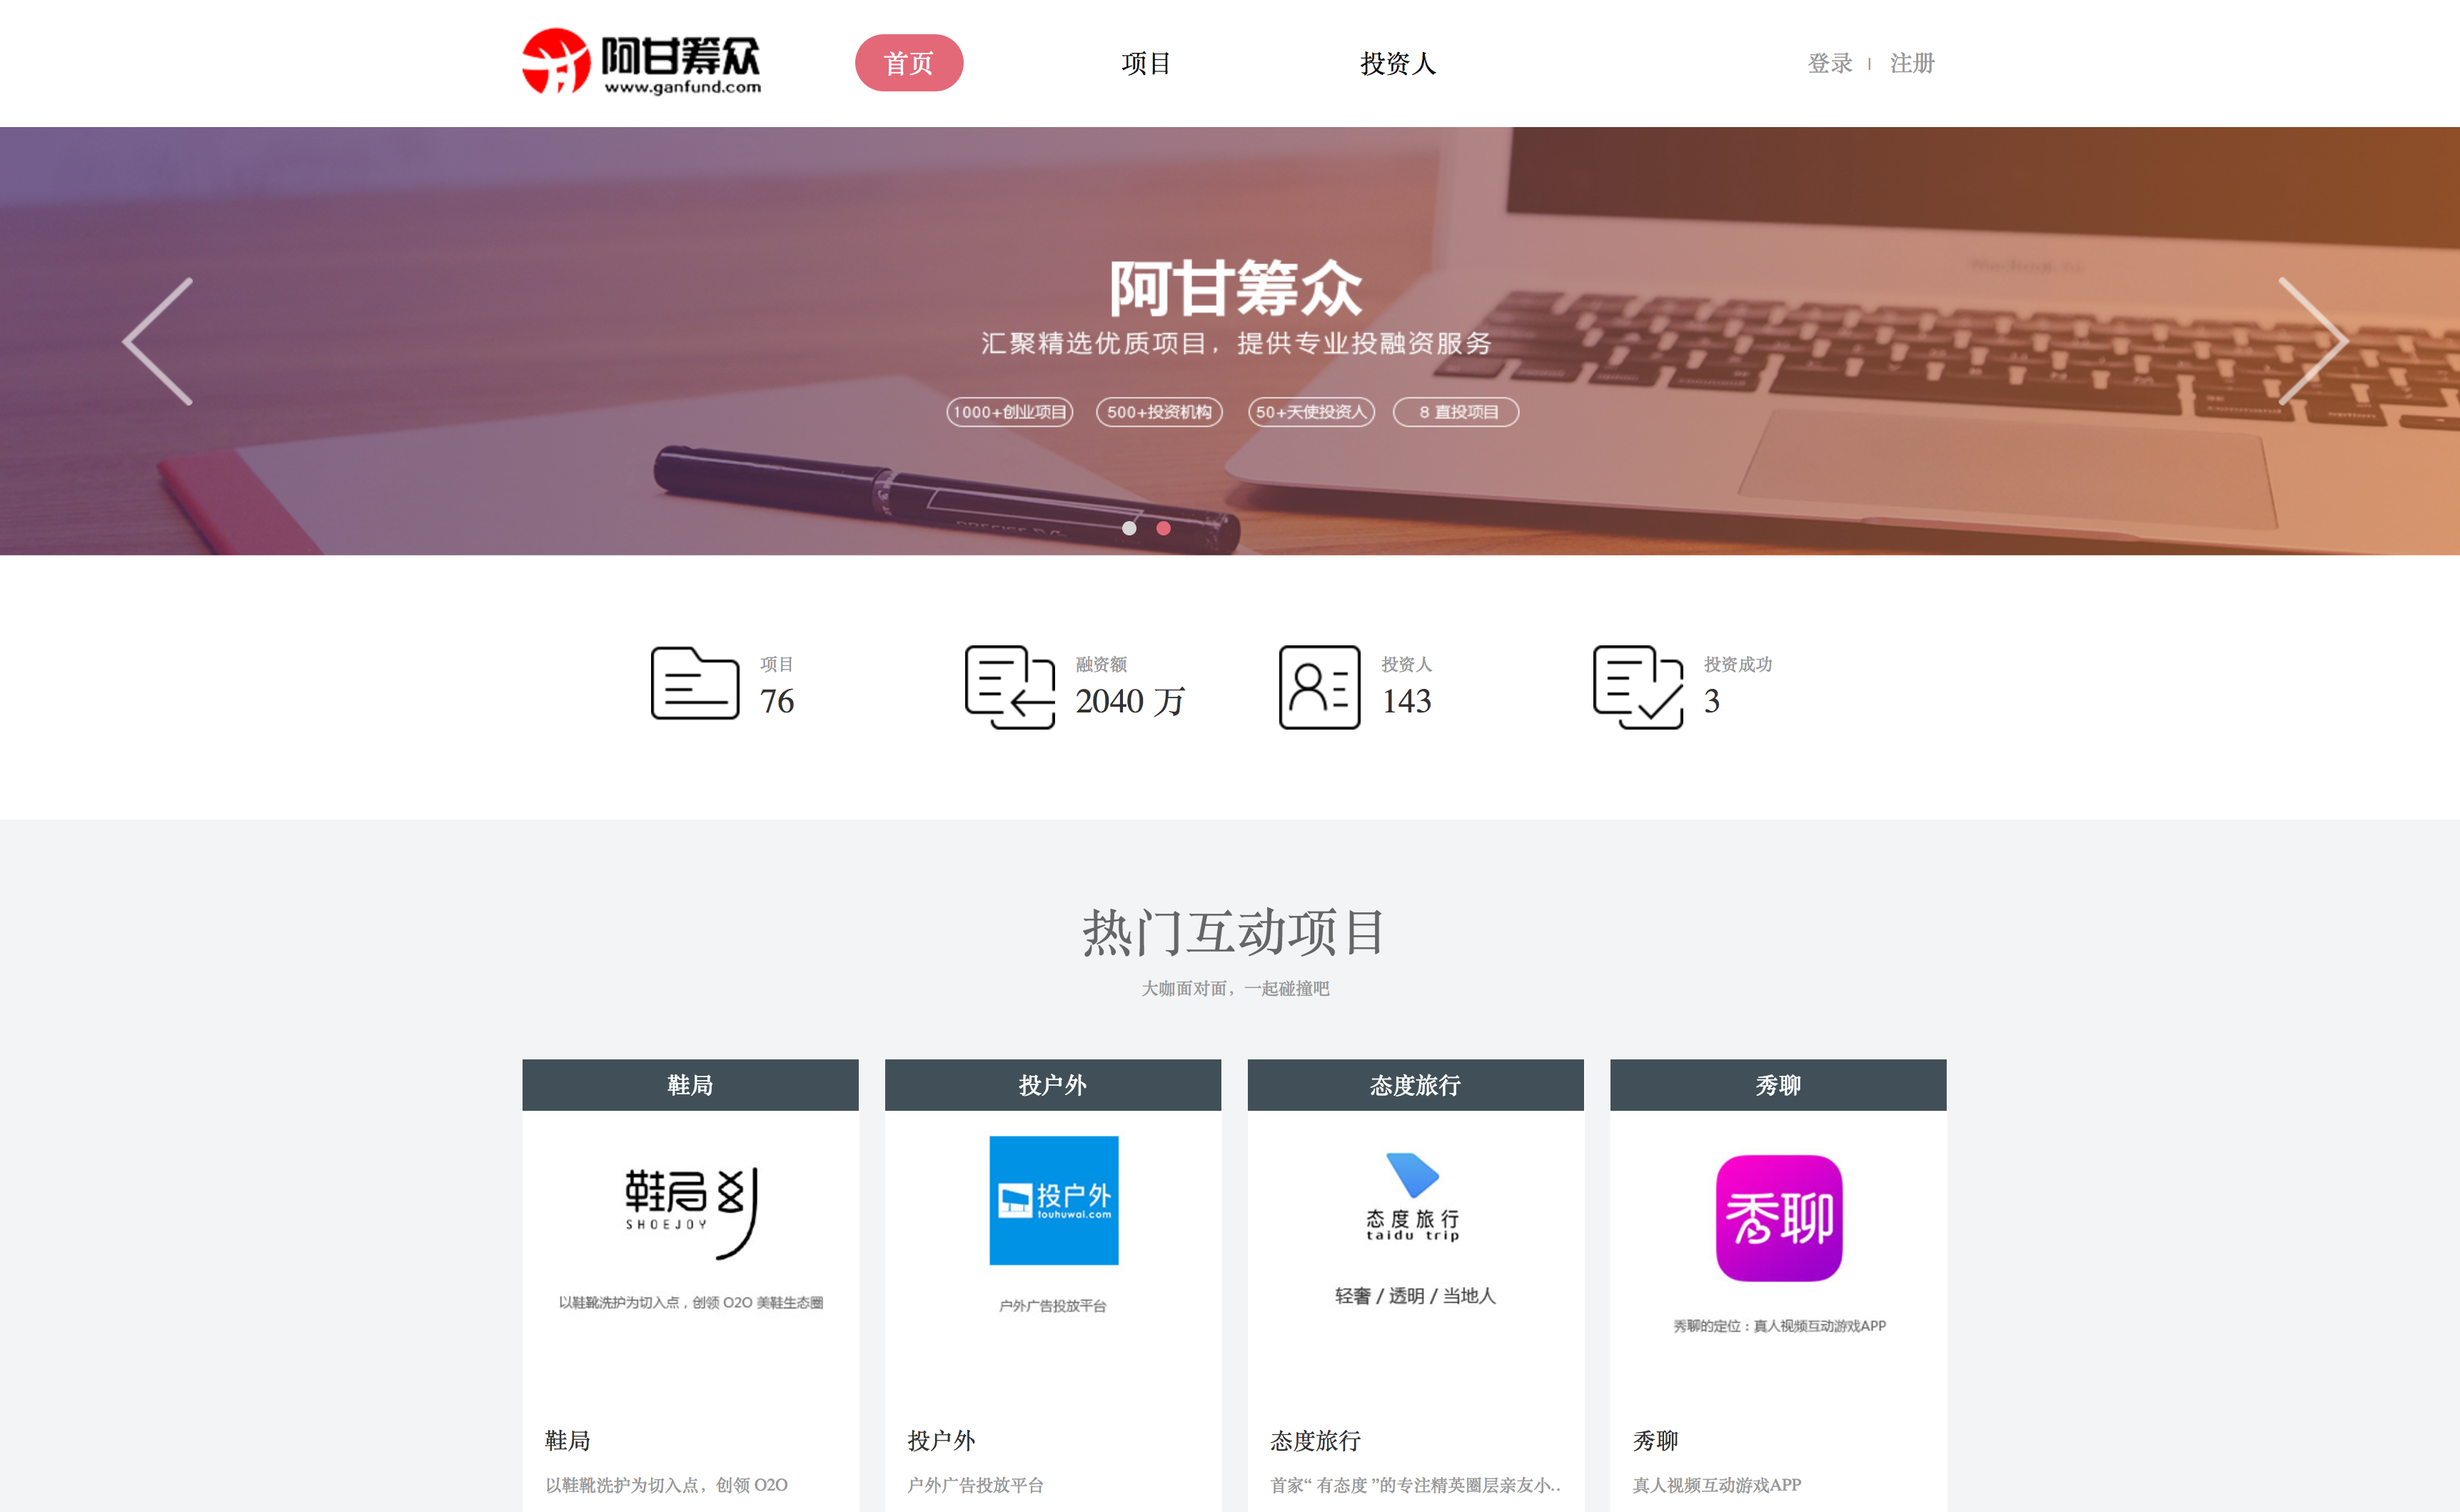 阿甘筹众
www.ganfund.com
首页
项目
投资人
登录 | 注册
阿甘筹众
汇聚精选优质项目，提供专业投融资服务
1000+创业项目
500+投资机构
50+天使投资人
8 直投项目
项目
76
融资额
2040 万
投资人
143
投资成功
3
热门互动项目
大咖面对面，一起碰撞吧
鞋局
鞋局
SHOEJOY
以鞋靴洗护为切入点，创领 O2O 美鞋生态圈
鞋局
以鞋靴洗护为切入点，创领 O2O
投户外
投户外
touhuwai.com
户外广告投放平台
投户外
户外广告投放平台
态度旅行
态度旅行
taidu trip
轻奢 / 透明 / 当地人
态度旅行
首家“ 有态度 ”的专注精英圈层亲友小..
秀聊
秀聊
秀聊的定位：真人视频互动游戏APP
秀聊
真人视频互动游戏APP